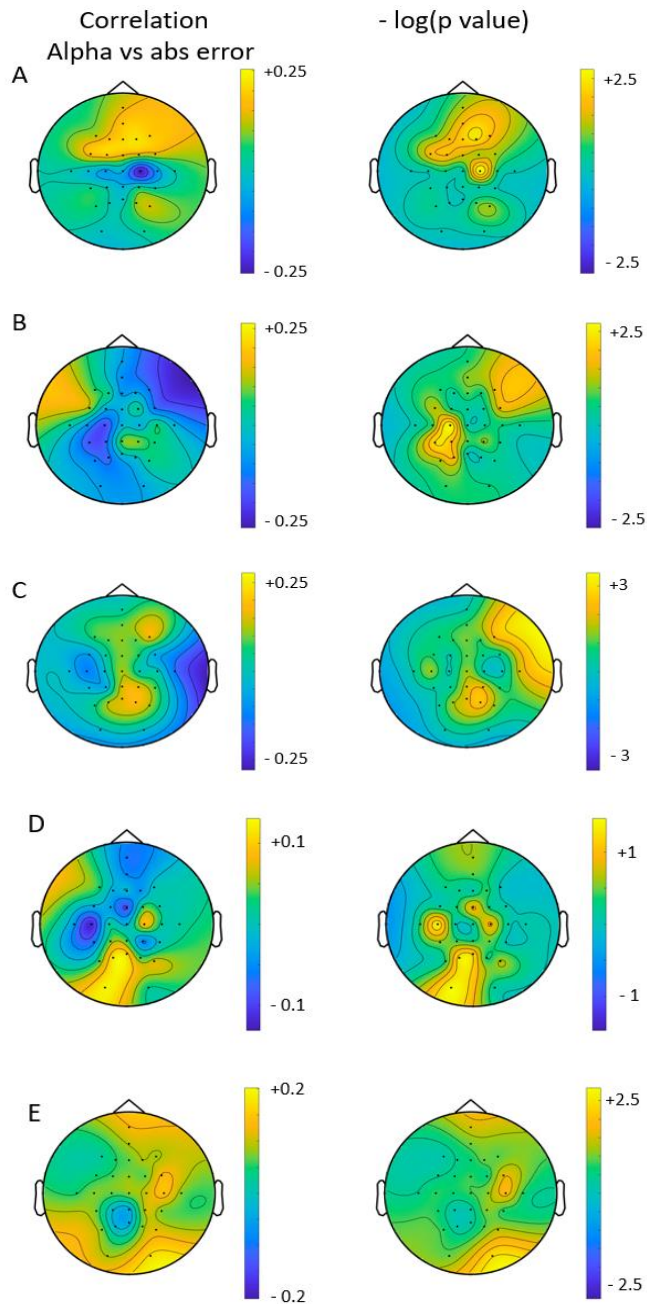 Correlation
Alpha vs abs error
- log(p value)
A
+0.25
- 0.25
+2.5
- 2.5
B
+0.25
- 0.25
+2.5
- 2.5
C
+0.25
- 0.25
+3
- 3
D
+0.1
- 0.1
+1
- 1
E
+0.2
- 0.2
+2.5
- 2.5